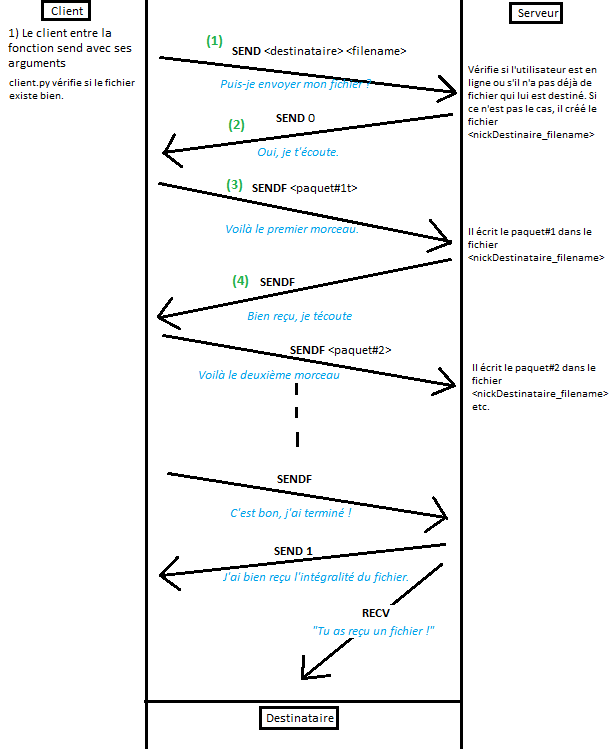 Client
Serveur
1) Le client entre la
fonction send avec ses
arguments
client.py vérifie si le fichier
existe bien.
(1)
SEND <destinataire> <filename>
Puis-je envoyer mon fichier ?
Vérifie si l'utilisateur est en
ligne ou s'il n'a pas déjà de
fichier qui lui est destiné. Si
ce n'est pas le cas, il créé le
fichier
<nickDestinaire_filename>
(2)
SEND 0
Oui, je t'écoute.
(3)
SENDF <paquet#1t>
Voilà le premier morceau.
Il écrit le paquet#1 dans le
fichier
<nickDestinataire_filename>
(4)
SENDF
Bien reçu, je técoute
SENDF <paquet#2>
Voilà le deuxième morceau
Il écrit le paquet#2 dans le
fichier
<nickDestinataire_filename>
etc.
SENDF
C'est bon, j'ai terminé !
SEND 1
J'ai bien reçu l'intégralité du fichier.
RECV
"Tu as reçu un fichier !"
Destinataire